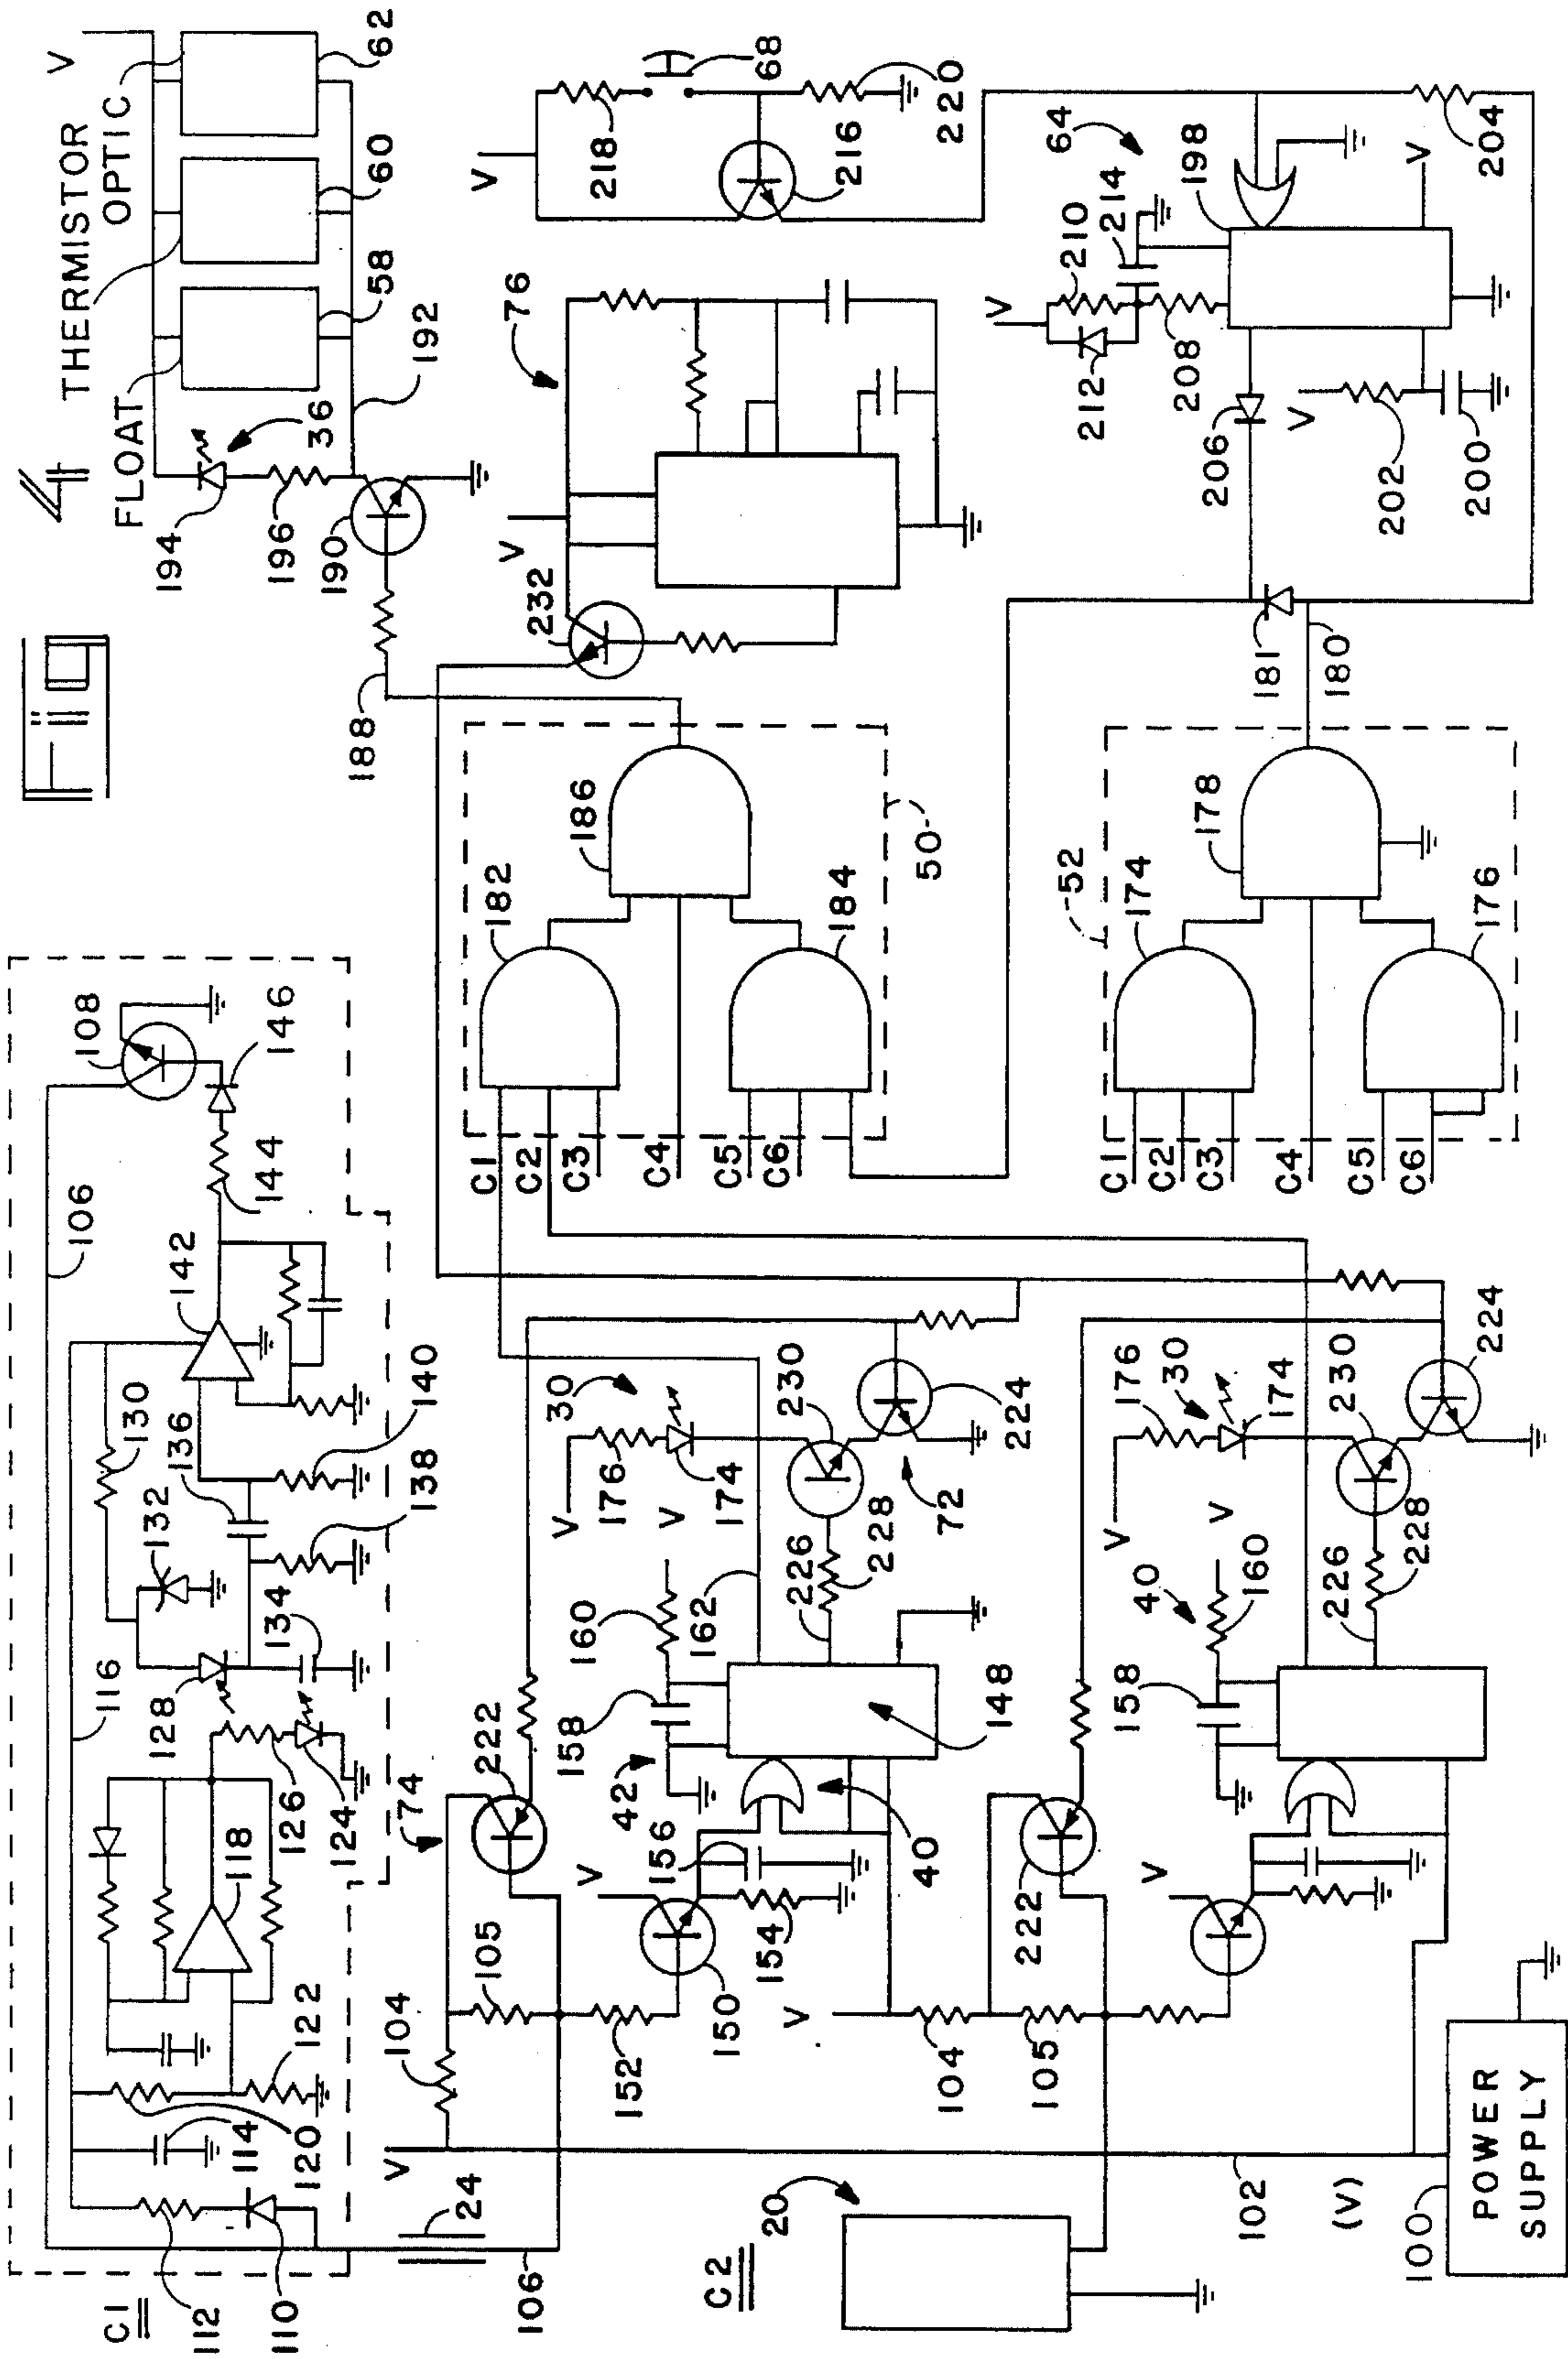 Fig 4
FLOAT
THERMISTOR
OPTIC
V
194
36
196
190
58
60
62
192
188
C1
106
108
116
130
142
146
144
132
136
128
134
140
138
118
126
124
122
120
114
112
110
V
24
106
104
74
105
222
152
150
154
156
V
42
158
160
V
162
40
148
V
176
30
174
226
228
230
72
224
V
104
105
222
V
158
40
160
V
226
228
V
176
30
174
230
224
C2
20
102
(V)
100
POWER
SUPPLY
C1
C2
C3
C4
C5
C6
182
184
186
50
C1
C2
C3
C4
C5
C6
174
176
178
52
180
181
232
V
76
V
218
68
216
220
64
V
210
212
214
208
198
206
V
202
200
V
204